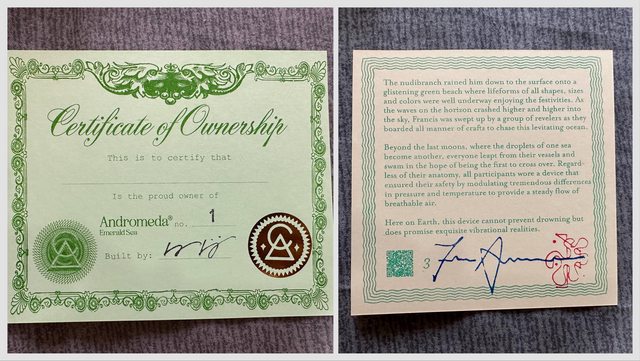 Certificate of Ownership
This is to certify that
Is the proud owner of
Andromeda® no. 1
Emerald Sea
Built by:
The nudibranch rained him down to the surface onto a
glistening green beach where lifeforms of all shapes, sizes
and colors were well underway enjoying the festivities. As
the waves on the horizon crashed higher and higher into
the sky, Francis was swept up by a group of revelers as they
boarded all manner of crafts to chase this levitating ocean.
Beyond the last moons, where the droplets of one sea
become another, everyone leapt from their vessels and
swam in the hope of being the first to cross over. Regard-
less of their anatomy, all participants wore a device that
ensured their safety by modulating tremendous differences
in pressure and temperature to provide a steady flow of
breathable air.
Here on Earth, this device cannot prevent drowning but
does promise exquisite vibrational realities.
3